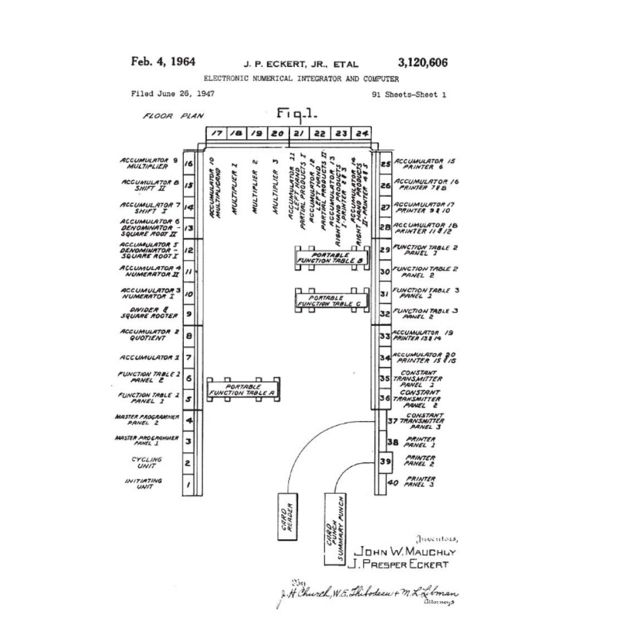 Feb. 4, 1964
J. P. ECKERT, JR., ETAL
3,120,606
ELECTRONIC NUMERICAL INTEGRATOR AND COMPUTER
Filed June 26, 1947
91 Sheets-Sheet 1
FLOOR PLAN
Fig.1.
17 18 19 20 21 22 23 24
ACCUMULATOR 10
MULTIPLICAND
MULTIPLIER 1
MULTIPLIER 2
MULTIPLIER 3
ACCUMULATOR 11
LEFT HAND
PARTIAL PRODUCTS I
ACCUMULATOR 12
LEFT HAND
PARTIAL PRODUCTS II
ACCUMULATOR 13
RIGHT HAND PRODUCTS
I-PRINTER
ACCUMULATOR 14
RIGHT HAND PRODUCTS
II-PRINTER
ACCUMULATOR 9
MULTIPLIER
16
ACCUMULATOR 8
SHIFT II
15
ACCUMULATOR 7
SHIFT I
14
ACCUMULATOR 6
DENOMINATOR -
SQUARE ROOT II
13
ACCUMULATOR 5
DENOMINATOR -
SQUARE ROOT I
12
ACCUMULATOR 4
NUMERATOR II
11
ACCUMULATOR 3
NUMERATOR I
10
DIVIDER &
SQUARE ROOTER
9
ACCUMULATOR 2
QUOTIENT
8
ACCUMULATOR 1
7
FUNCTION TABLE 1
PANEL 2
6
FUNCTION TABLE 1
PANEL 1
5
MASTER PROGRAMMER
PANEL 2
4
MASTER PROGRAMMER
PANEL 1
3
CYCLING
UNIT
2
INITIATING
UNIT
1
PORTABLE
FUNCTION TABLE B
PORTABLE
FUNCTION TABLE C
PORTABLE
FUNCTION TABLE A
25
ACCUMULATOR 15
PRINTER 6
26
ACCUMULATOR 16
PRINTER 7&8
27
ACCUMULATOR 17
PRINTER 9&10
28
ACCUMULATOR 18
PRINTER 11&12
29
FUNCTION TABLE 2
PANEL 1
30
FUNCTION TABLE 2
PANEL 2
31
FUNCTION TABLE 3
PANEL 1
32
FUNCTION TABLE 3
PANEL 2
33
ACCUMULATOR 19
PRINTER 13&14
34
ACCUMULATOR 20
PRINTER 15&16
35
CONSTANT
TRANSMITTER
PANEL 1
36
CONSTANT
TRANSMITTER
PANEL 2
37
CONSTANT
TRANSMITTER
PANEL 3
38
PRINTER
PANEL 1
39
PRINTER
PANEL 2
40
PRINTER
PANEL 3
CARD
READER
CARD
PUNCH
SUMMARY PUNCH
Inventors,
JOHN W. MAUCHLY
J. PRESPER ECKERT
By
J. H. Church, W. E. Thibodeau & M. L. Libman
Attorneys